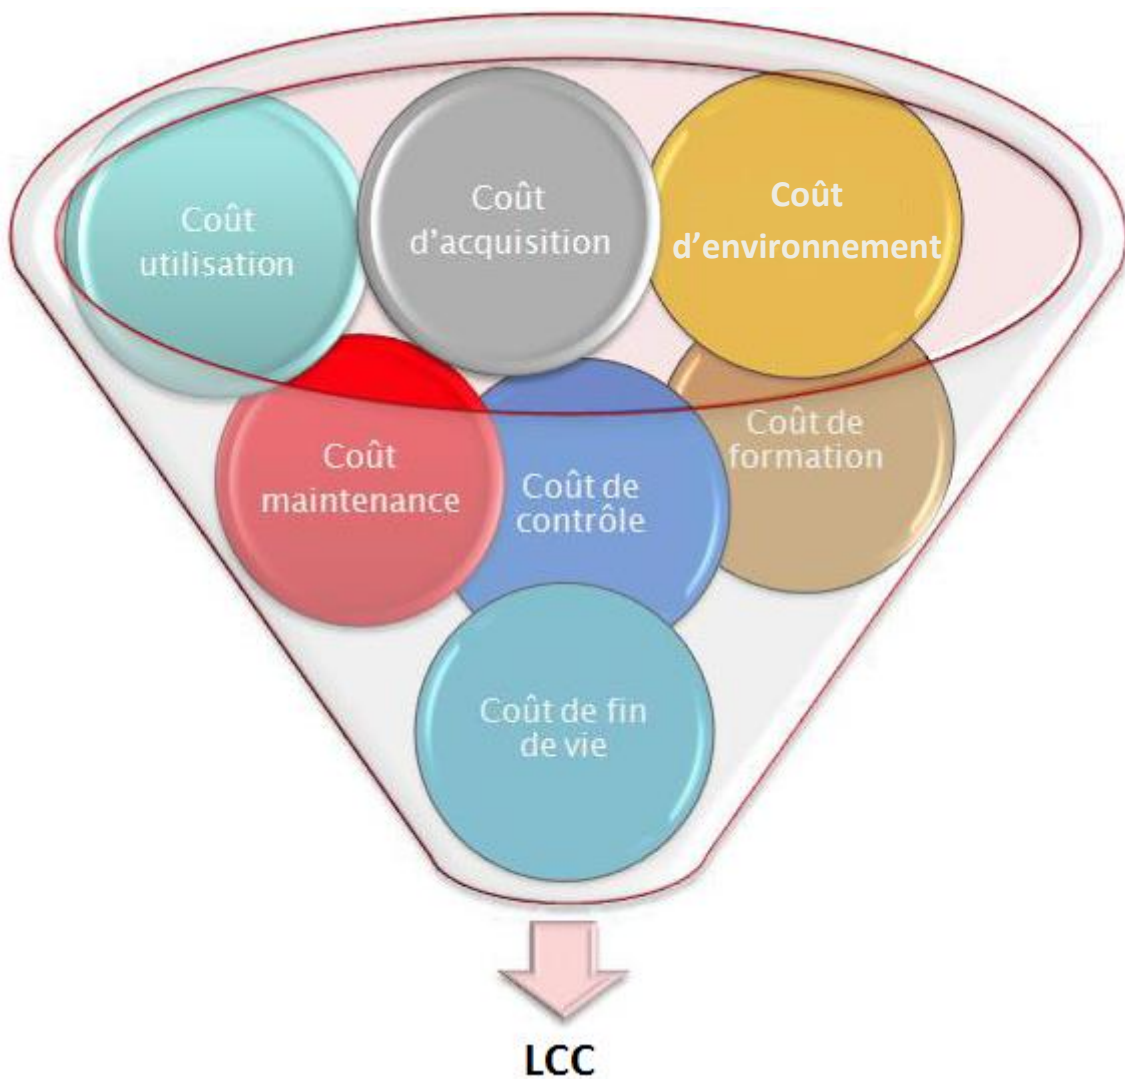 Coût
utilisation
Coût
d'acquisition
Coût
d'environnement
Coût
maintenance
Coût de
contrôle
Coût de
formation
Coût de fin
de vie
LCC